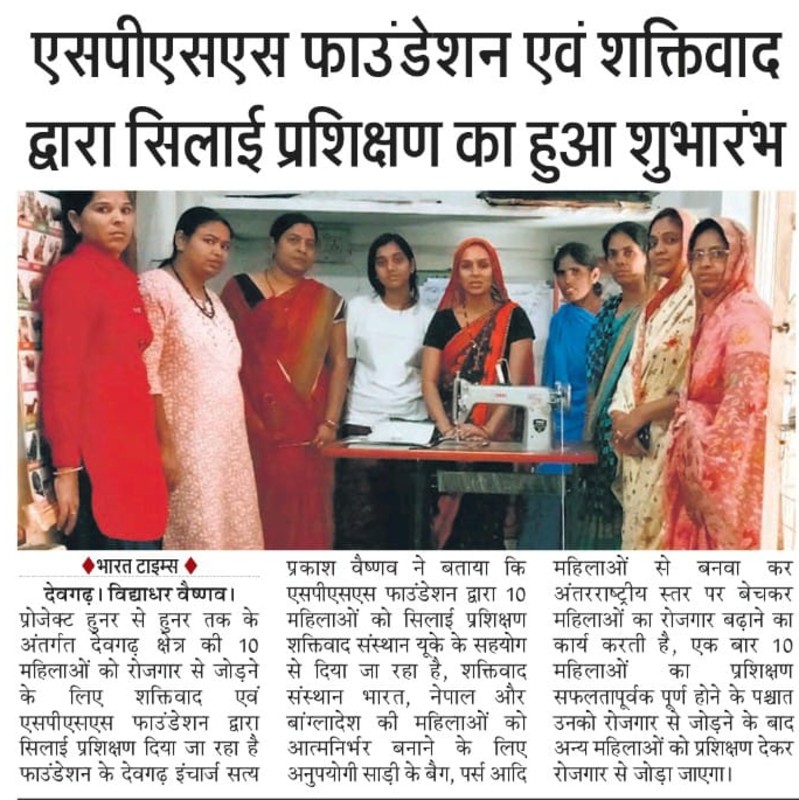 एसपीएसएस फाउंडेशन एवं शक्तिवाद
द्वारा सिलाई प्रशिक्षण का हुआ शुभारंभ
♦भारत टाइम्स ♦
देवगढ़। विद्याधर वैष्णव।
प्रोजेक्ट हुनर से हुनर तक के
अंतर्गत देवगढ़ क्षेत्र की 10
महिलाओं को रोजगार से जोड़ने
के लिए शक्तिवाद एवं
एसपीएसएस फाउंडेशन द्वारा
सिलाई प्रशिक्षण दिया जा रहा है
फाउंडेशन के देवगढ़ इंचार्ज सत्य
प्रकाश वैष्णव ने बताया कि
एसपीएसएस फाउंडेशन द्वारा 10
महिलाओं को सिलाई प्रशिक्षण
शक्तिवाद संस्थान यूके के सहयोग
से दिया जा रहा है, शक्तिवाद
संस्थान भारत, नेपाल और
बांग्लादेश की महिलाओं को
आत्मनिर्भर बनाने के लिए
अनुपयोगी साड़ी के बैग, पर्स आदि
महिलाओं से बनवा कर
अंतरराष्ट्रीय स्तर पर बेचकर
महिलाओं का रोजगार बढ़ाने का
कार्य करती है, एक बार 10
महिलाओं का प्रशिक्षण
सफलतापूर्वक पूर्ण होने के पश्चात
उनको रोजगार से जोड़ने के बाद
अन्य महिलाओं को प्रशिक्षण देकर
रोजगार से जोड़ा जाएगा।